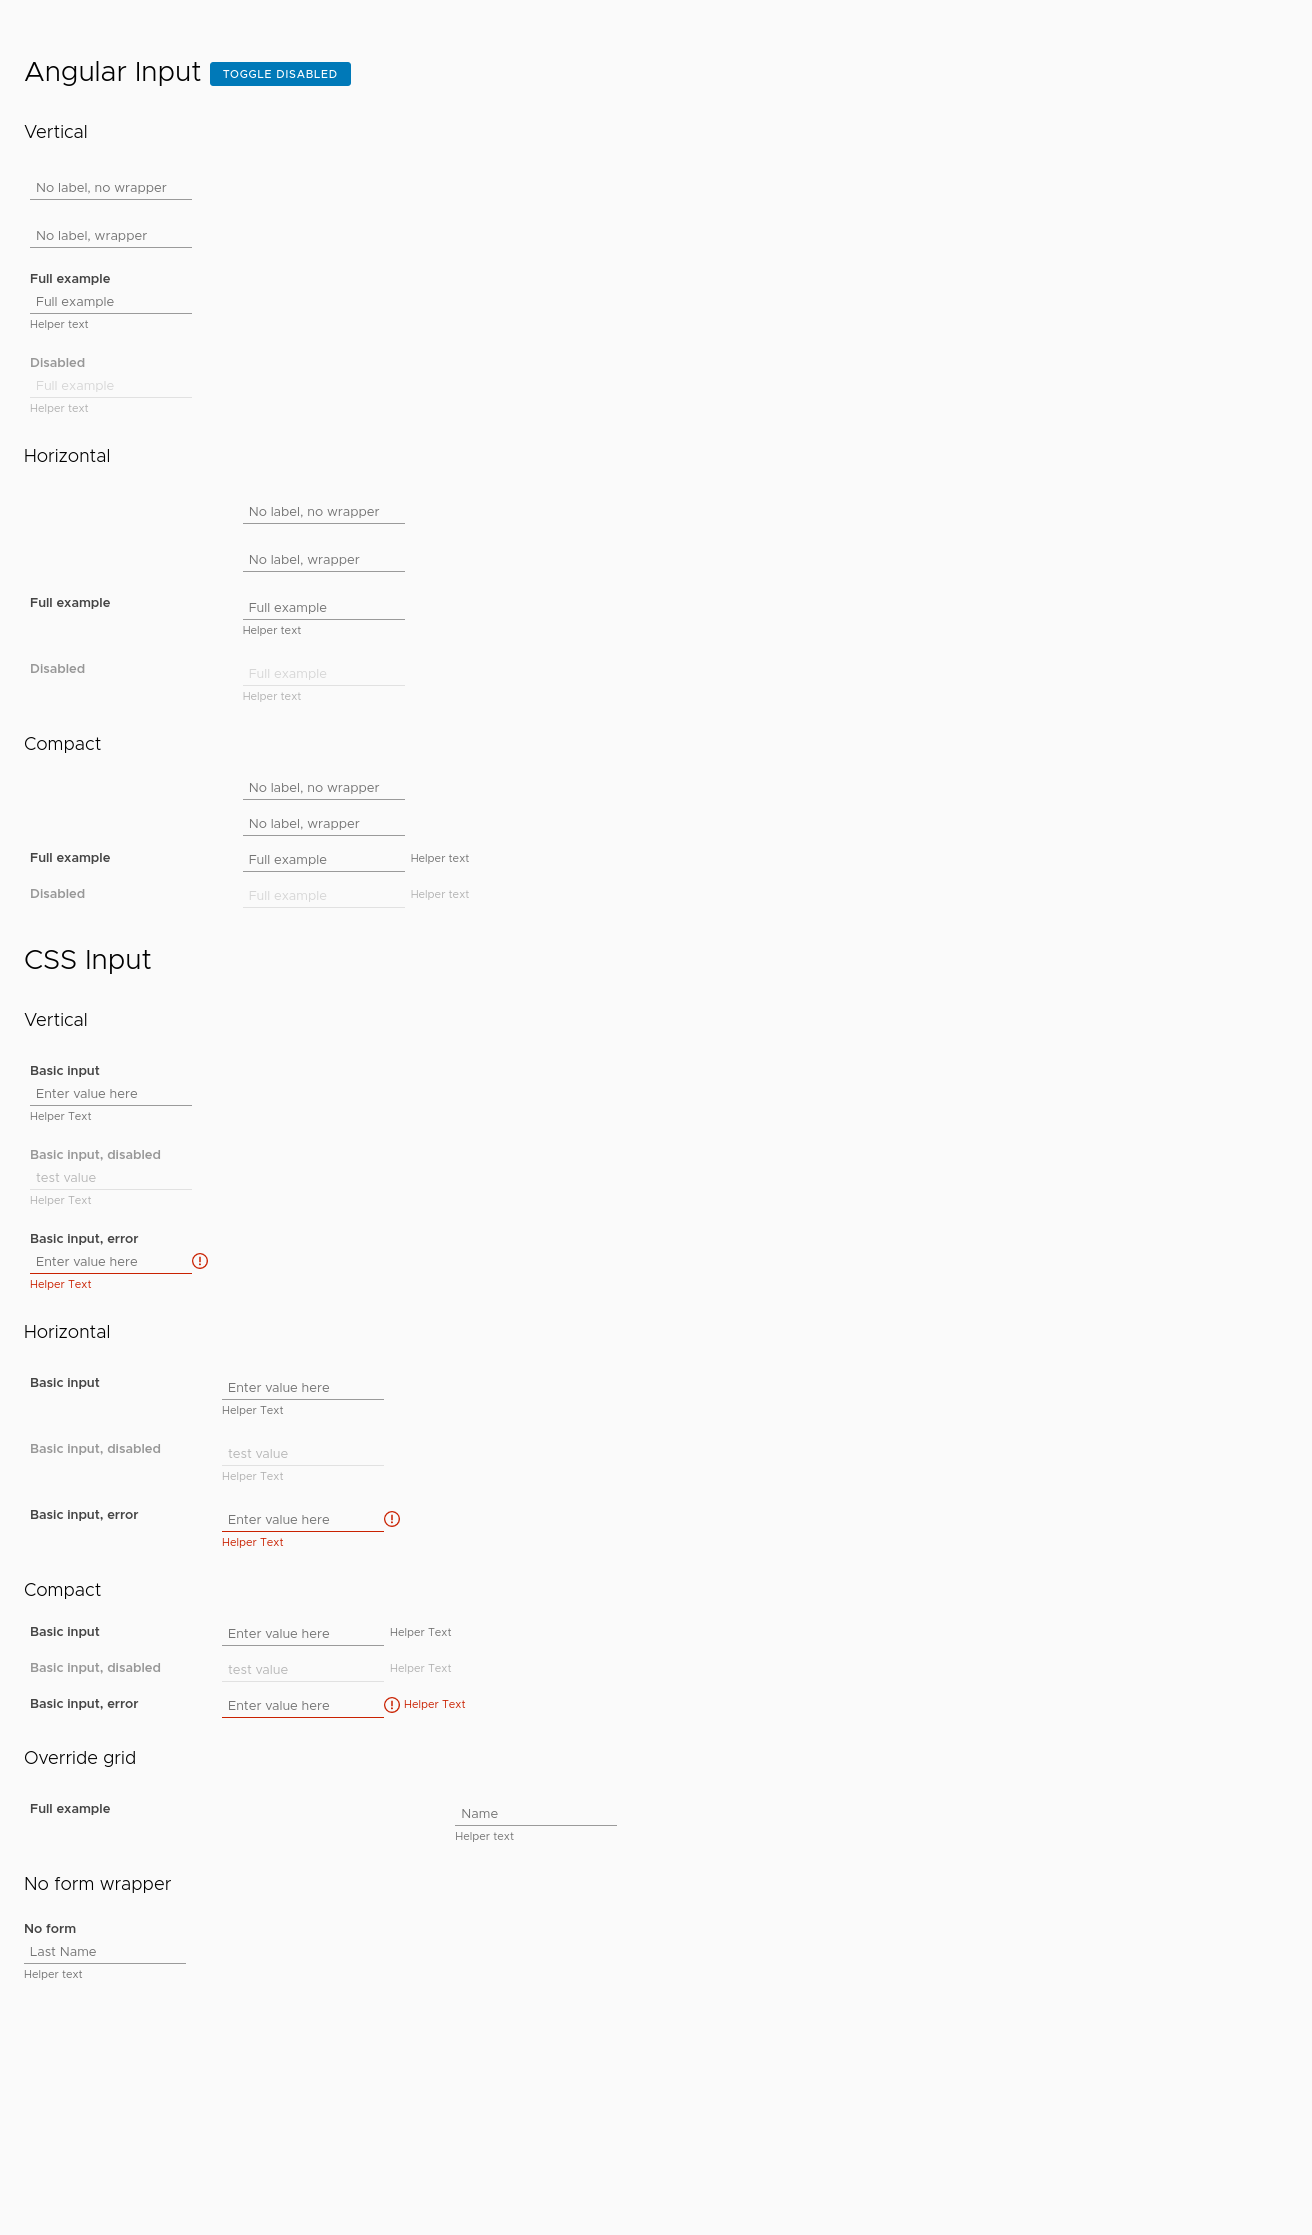 Angular Input TOGGLE DISABLED
Vertical
No label, no wrapper
No label, wrapper
Full example
Full example
Helper text
Disabled
Full example
Helper text
Horizontal
No label, no wrapper
No label, wrapper
Full example Full example
Helper text
Disabled Full example
Helper text
Compact
No label, no wrapper
No label, wrapper
Full example Full example Helper text
Disabled Full example Helper text
CSS Input
Vertical
Basic input
Enter value here
Helper Text
Basic input, disabled
test value
Helper Text
Basic input, error
Enter value here
Helper Text
Horizontal
Basic input Enter value here
Helper Text
Basic input, disabled test value
Helper Text
Basic input, error Enter value here
Helper Text
Compact
Basic input Enter value here Helper Text
Basic input, disabled test value Helper Text
Basic input, error Enter value here Helper Text
Override grid
Full example Name
Helper text
No form wrapper
No form
Last Name
Helper text